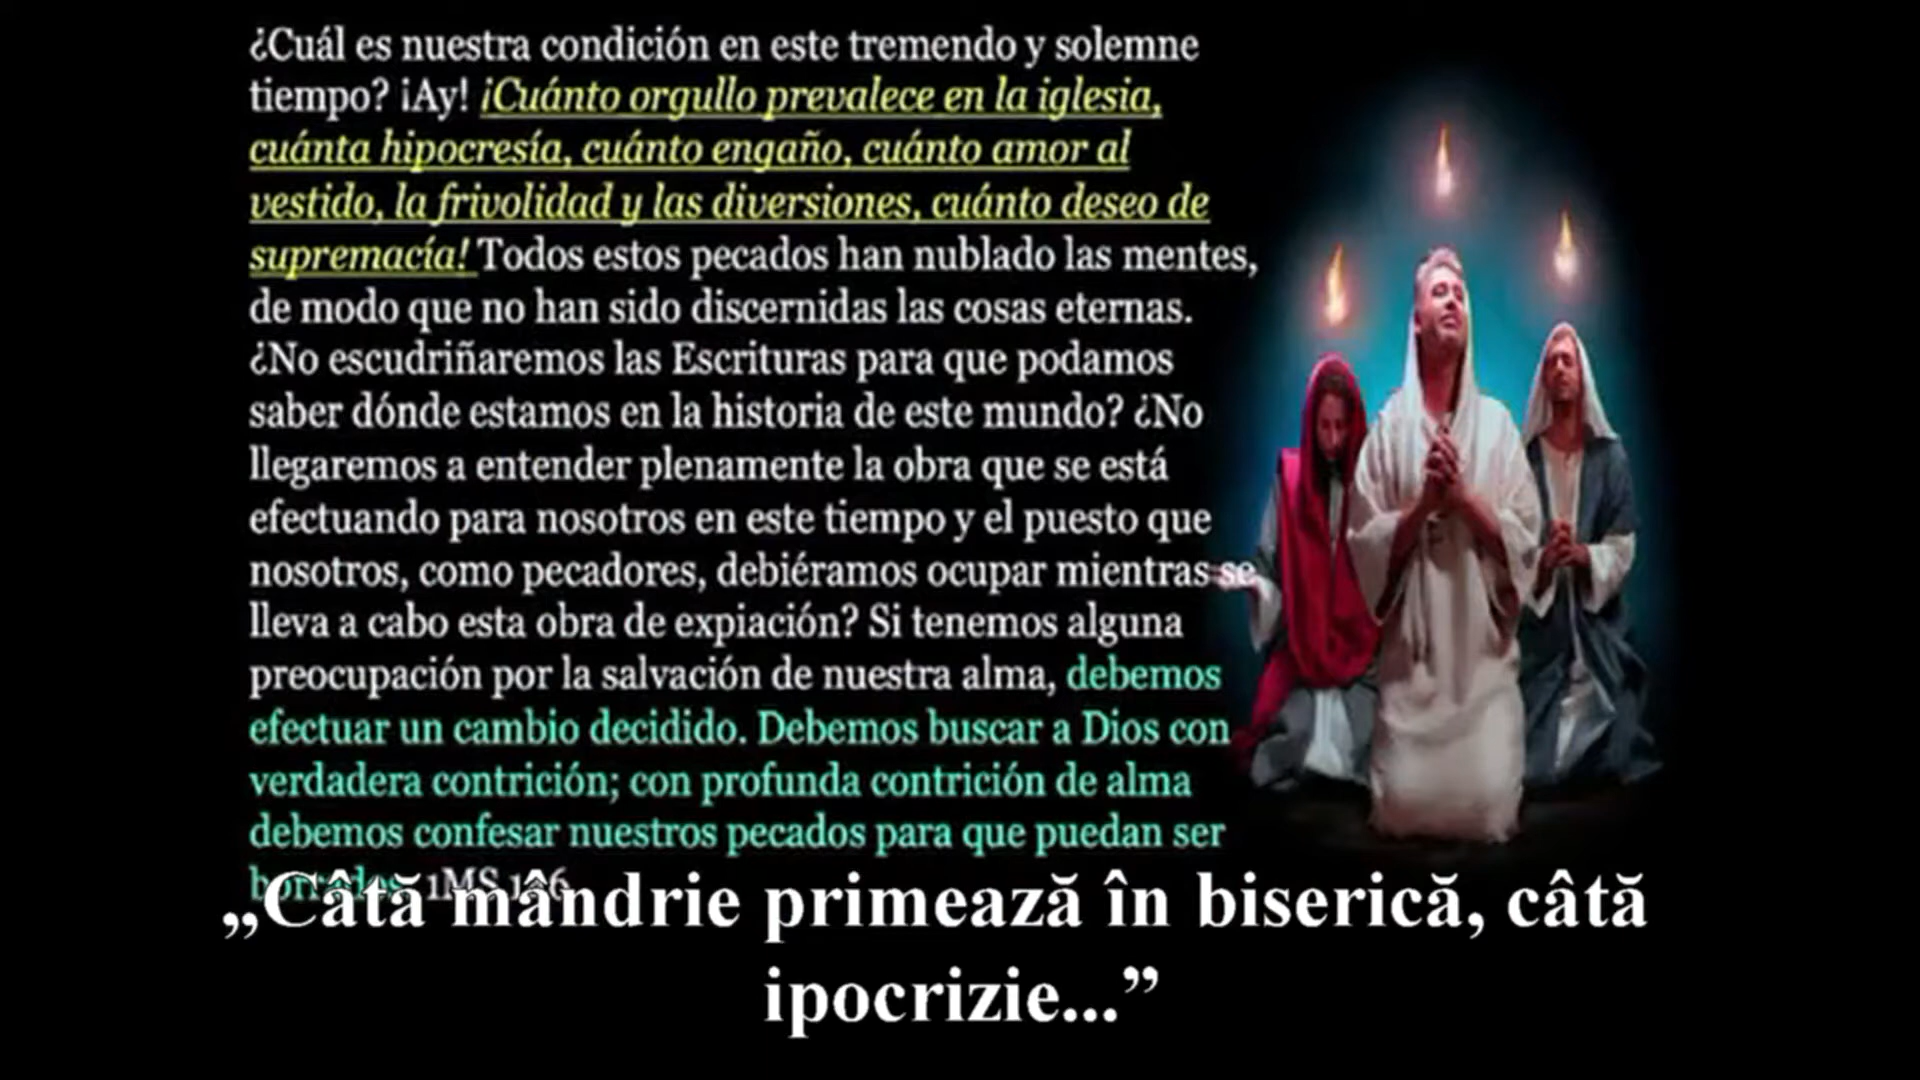 ¿Cuál es nuestra condición en este tremendo y solemne
tiempo? ¡Ay! ¡Cuánto orgullo prevalece en la iglesia,
cuánta hipocresía, cuánto engaño, cuánto amor al
vestido, la frivolidad y las diversiones, cuánto deseo de
supremacía! Todos estos pecados han nublado las mentes,
de modo que no han sido discernidas las cosas eternas.
¿No escudriñaremos las Escrituras para que podamos
saber dónde estamos en la historia de este mundo? ¿No
llegaremos a entender plenamente la obra que se está
efectuando para nosotros en este tiempo y el puesto que
nosotros, como pecadores, debiéramos ocupar mientras se
lleva a cabo esta obra de expiación? Si tenemos alguna
preocupación por la salvación de nuestra alma, debemos
efectuar un cambio decidido. Debemos buscar a Dios con
verdadera contrición; con profunda contrición de alma
debemos confesar nuestros pecados para que puedan ser
1MS
„Câtă mândrie primează în biserică, câtă
ipocrizie...”